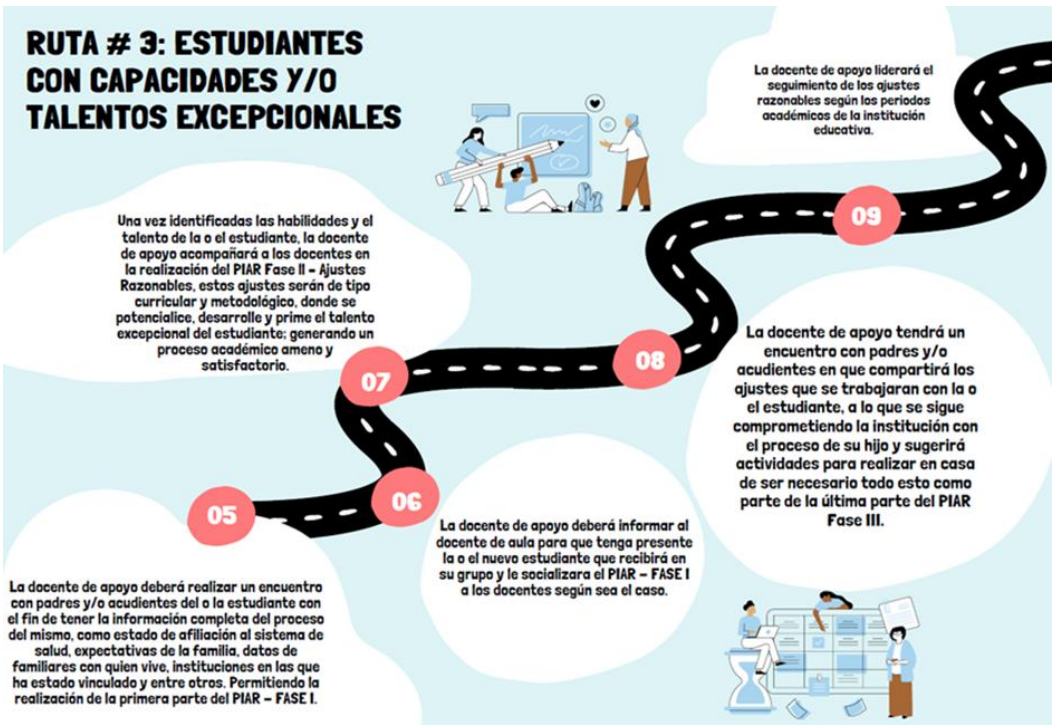 RUTA # 3: ESTUDIANTES
CON CAPACIDADES Y/O
TALENTOS EXCEPCIONALES
La docente de apoyo liderará el
seguimiento de los ajustes
razonables según los periodos
académicos de la institución
educativa.
09
Una vez identificadas las habilidades y el
talento de la o el estudiante, la docente
de apoyo acompañará a los docentes en
la realización del PIAR Fase II – Ajustes
Razonables, estos ajustes serán de tipo
curricular y metodológico, donde se
potencialice, desarrolle y prime el talento
excepcional del estudiante; generando un
proceso académico ameno y
satisfactorio.
07
08
La docente de apoyo tendrá un
encuentro con padres y/o
acudientes en que compartirá los
ajustes que se trabajaran con la o
el estudiante, a lo que se sigue
comprometiendo la institución con
el proceso de su hijo y sugerirá
actividades para realizar en casa
de ser necesario todo esto como
parte de la última parte del PIAR
Fase III.
05
06
La docente de apoyo deberá informar al
docente de aula para que tenga presente
la o el nuevo estudiante que recibirá en
su grupo y le socializara el PIAR – FASE I
a los docentes según sea el caso.
La docente de apoyo deberá realizar un encuentro
con padres y/o acudientes del o la estudiante con
el fin de tener la información completa del proceso
del mismo, como estado de afiliación al sistema de
salud, expectativas de la familia, datos de
familiares con quien vive, instituciones en las que
ha estado vinculado y entre otros. Permitiendo la
realización de la primera parte del PIAR – FASE I.